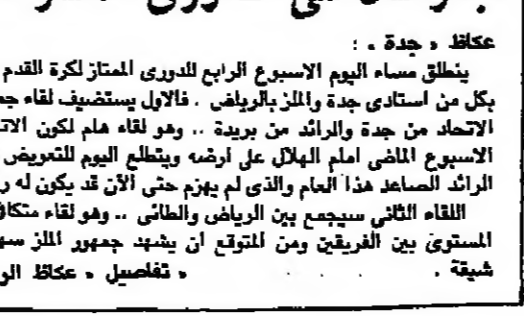 عكاظ « جدة » :
ينطلق مساء اليوم الاسبوع الرابع للدورى الممتاز لكرة القدم
بكل من استادى جدة والملز بالرياض . فالاول يستضيف لقاء
الاتحاد من جدة والرائد من بريدة .. وهو لقاء هام لكون
الاسبوع الماضى امام الهلال على ارضه ويتطلع اليوم للتعويض
الرائد الصاعد هذا العام والذى لم يهزم حتى الآن قد يكون له
اللقاء الثانى سيجمع بين الرياض والطائى .. وهو لقاء
المستوى بين الفريقين ومن المتوقع ان يشهد جمهور الملز
شيقة . « تفاصيل » عكاظ